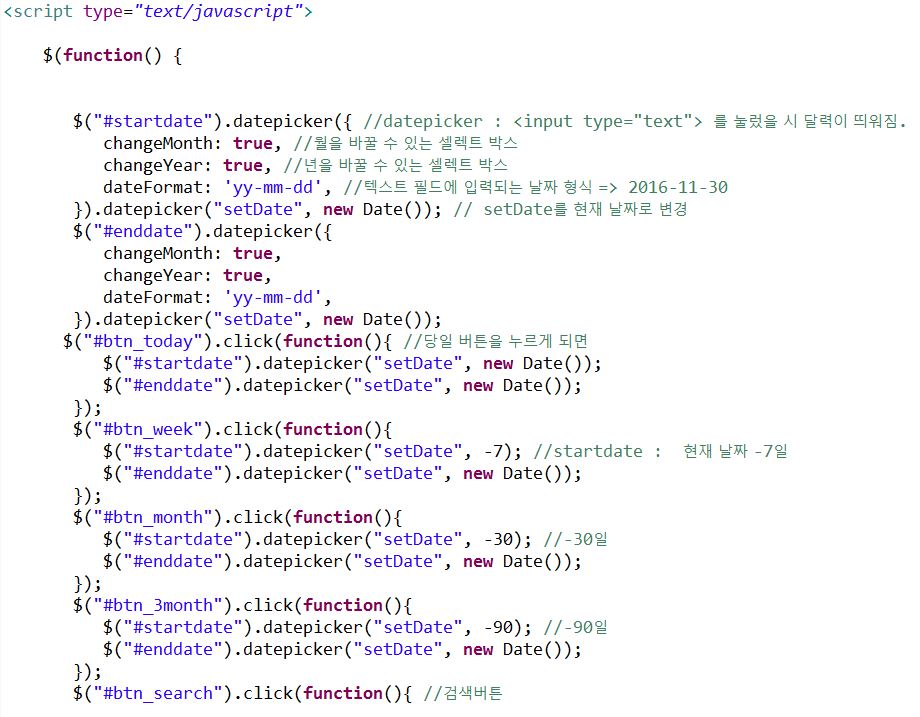 <script type="text/javascript">
$(function() {
$("#startdate").datepicker({ //datepicker : <input type="text"> 를 눌렀을 시 달력이 띄워짐.
changeMonth: true, //월을 바꿀 수 있는 셀렉트 박스
changeYear: true, //년을 바꿀 수 있는 셀렉트 박스
dateFormat: 'yy-mm-dd', //텍스트 필드에 입력되는 날짜 형식 => 2016-11-30
}).datepicker("setDate", new Date()); // setDate를 현재 날짜로 변경
$("#enddate").datepicker({
changeMonth: true,
changeYear: true,
dateFormat: 'yy-mm-dd',
}).datepicker("setDate", new Date());
$("#btn_today").click(function(){ //당일 버튼을 누르게 되면
$("#startdate").datepicker("setDate", new Date());
$("#enddate").datepicker("setDate", new Date());
});
$("#btn_week").click(function(){
$("#startdate").datepicker("setDate", -7); //startdate :  현재 날짜 -7일
$("#enddate").datepicker("setDate", new Date());
});
$("#btn_month").click(function(){
$("#startdate").datepicker("setDate", -30); //-30일
$("#enddate").datepicker("setDate", new Date());
});
$("#btn_3month").click(function(){
$("#startdate").datepicker("setDate", -90); //-90일
$("#enddate").datepicker("setDate", new Date());
});
$("#btn_search").click(function(){ //검색버튼